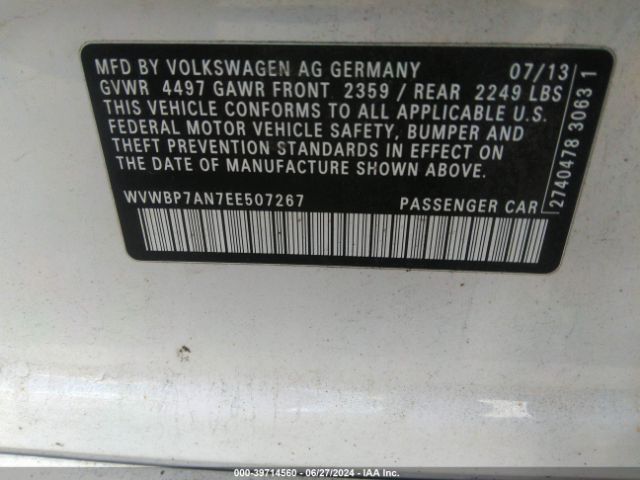 MFD BY VOLKSWAGEN AG GERMANY 07/13
GVWR 4497 GAWR FRONT 2359 / REAR 2249 LBS
THIS VEHICLE CONFORMS TO ALL APPLICABLE U.S.
FEDERAL MOTOR VEHICLE SAFETY, BUMPER AND
THEFT PREVENTION STANDARDS IN EFFECT ON
THE DATE OF MANUFACTURE SHOWN ABOVE.
WVWBP7AN7EE507267 PASSENGER CAR
2740478 3063 1
000-39714560 - 06/27/2024 - IAA Inc.